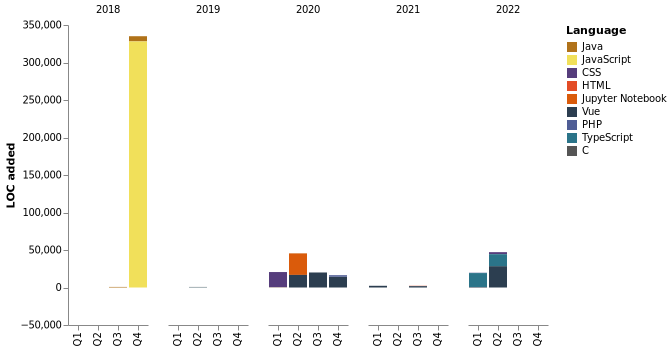 2018 2019 2020 2021 2022
350,000
300,000
250,000
200,000
150,000
100,000
50,000
0
−50,000
LOC added
Q1 Q2 Q3 Q4 Q1 Q2 Q3 Q4 Q1 Q2 Q3 Q4 Q1 Q2 Q3 Q4 Q1 Q2 Q3 Q4
Language
Java
JavaScript
CSS
HTML
Jupyter Notebook
Vue
PHP
TypeScript
C